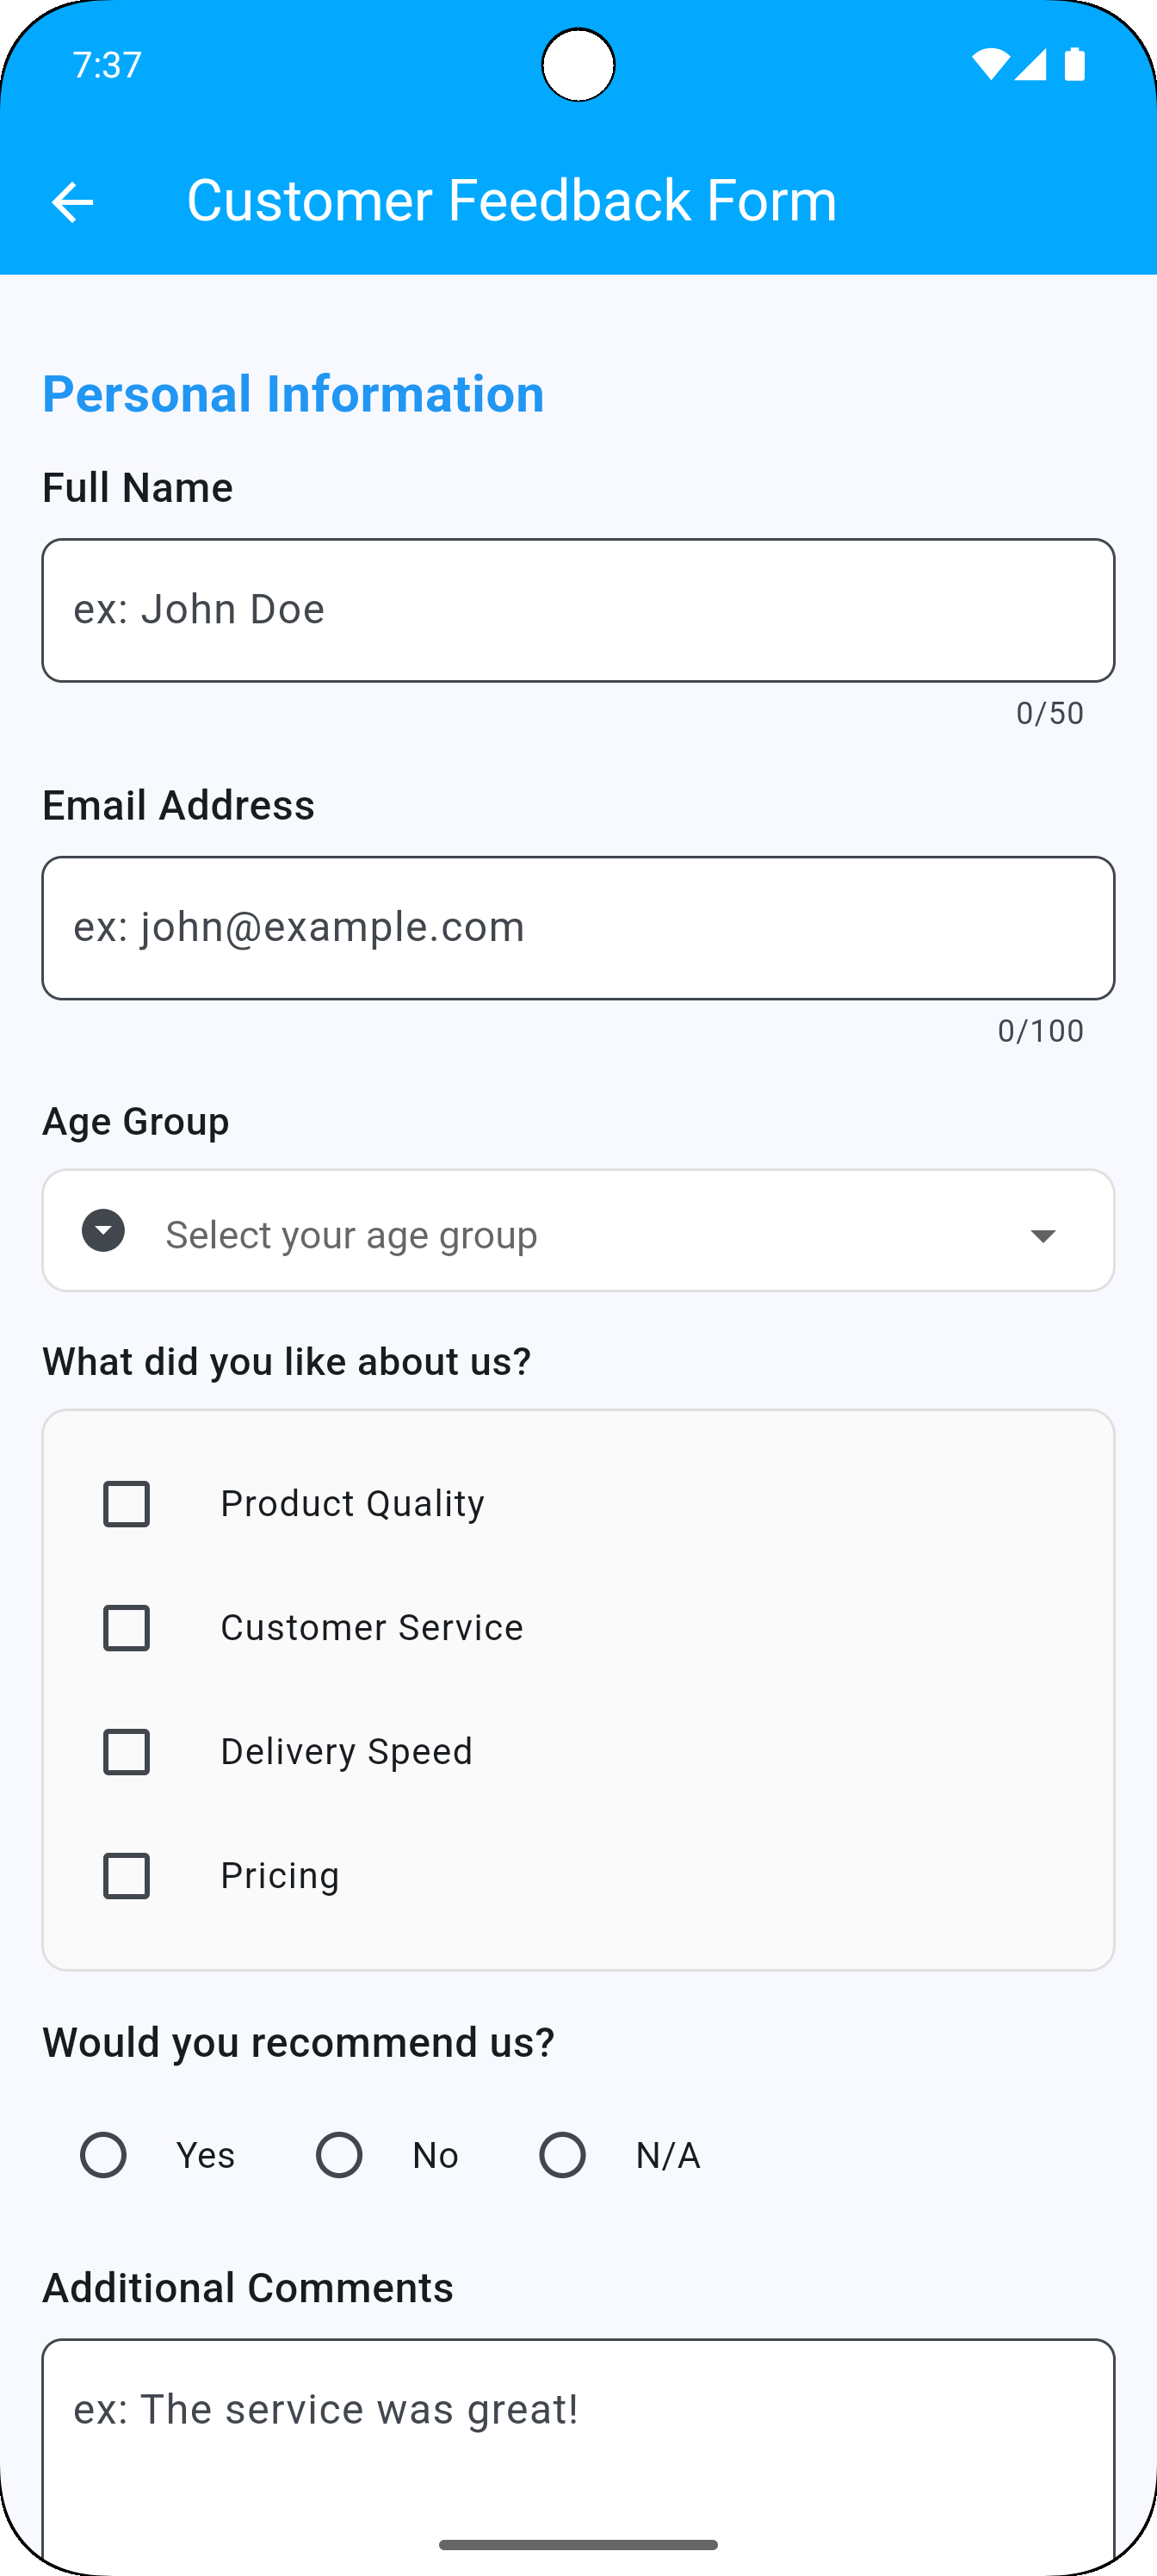 7:37
Customer Feedback Form
Personal Information
Full Name
ex: John Doe
0/50
Email Address
ex: john@example.com
0/100
Age Group
Select your age group
What did you like about us?
Product Quality
Customer Service
Delivery Speed
Pricing
Would you recommend us?
Yes No N/A
Additional Comments
ex: The service was great!